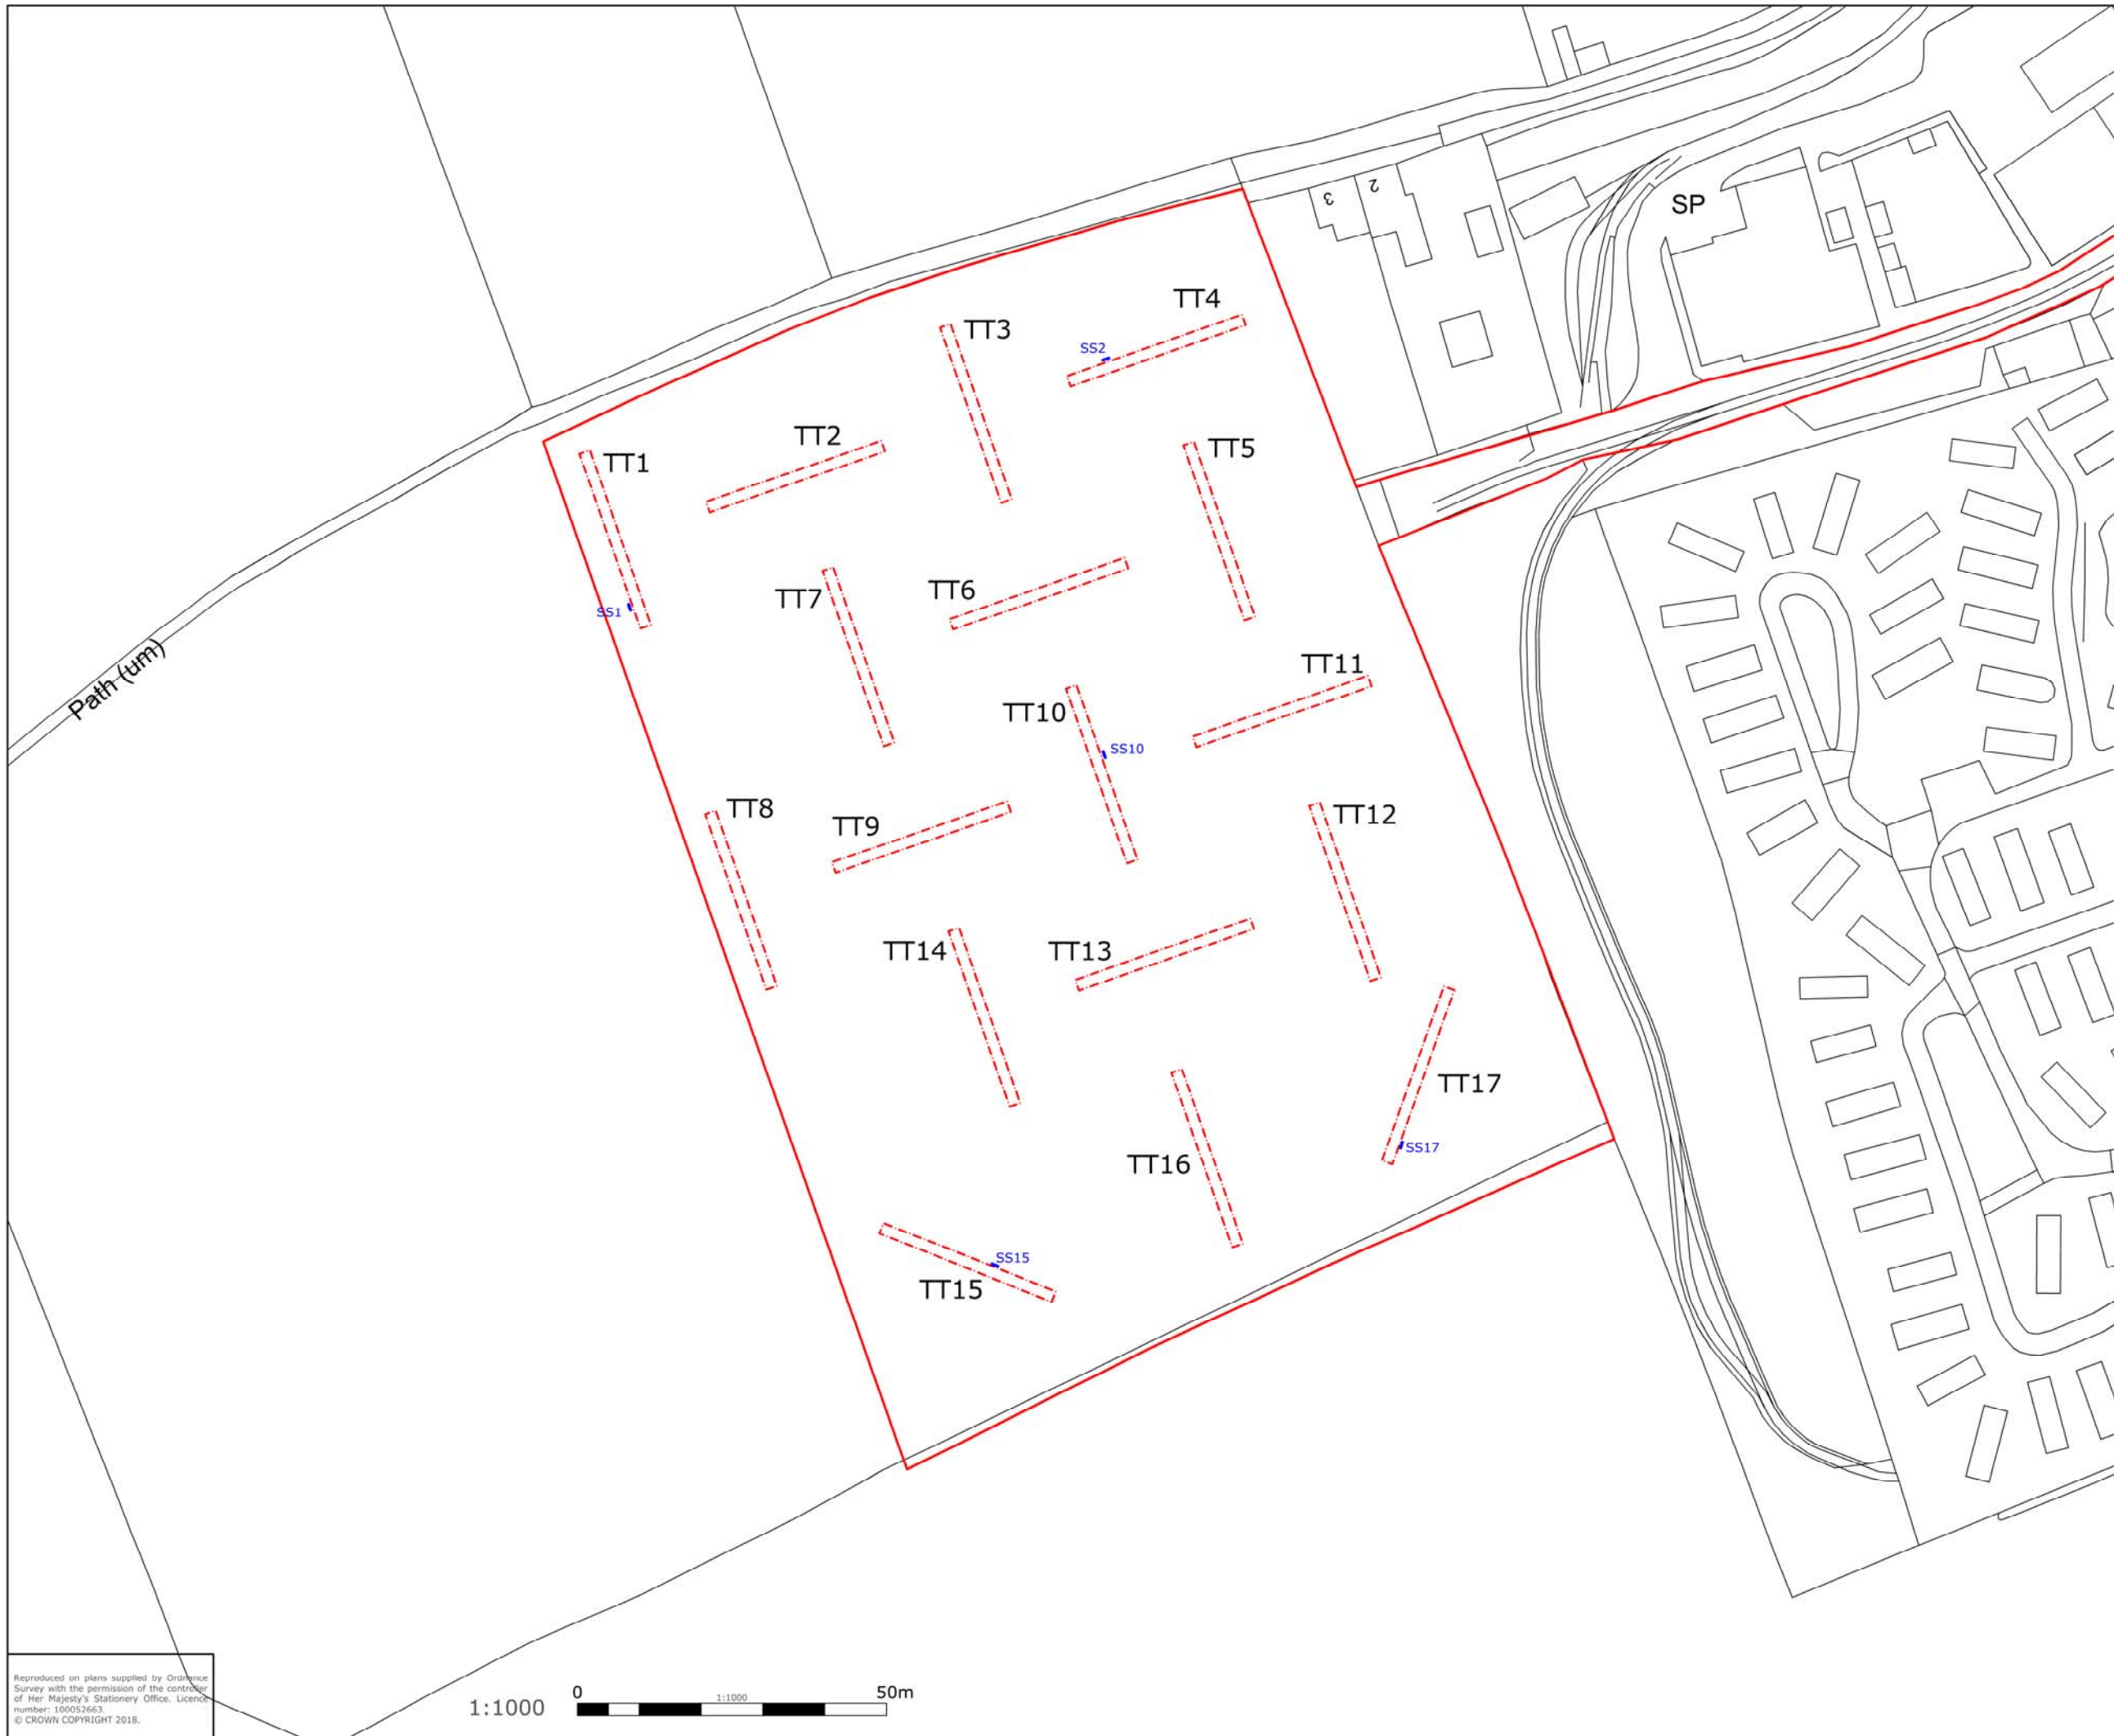 SP
3
2
TT4
TT3
SS2
TT2
TT5
TT1
TT6
TT7
SS1
Path (um)
TT11
TT10
SS10
TT8
TT12
TT9
TT14
TT13
TT17
SS17
TT16
SS15
TT15
Reproduced on plans supplied by Ordnance
Survey with the permission of the controller
of Her Majesty's Stationery Office. Licence
number: 100052663.
© CROWN COPYRIGHT 2018.
1:1000
0
1:1000
50m